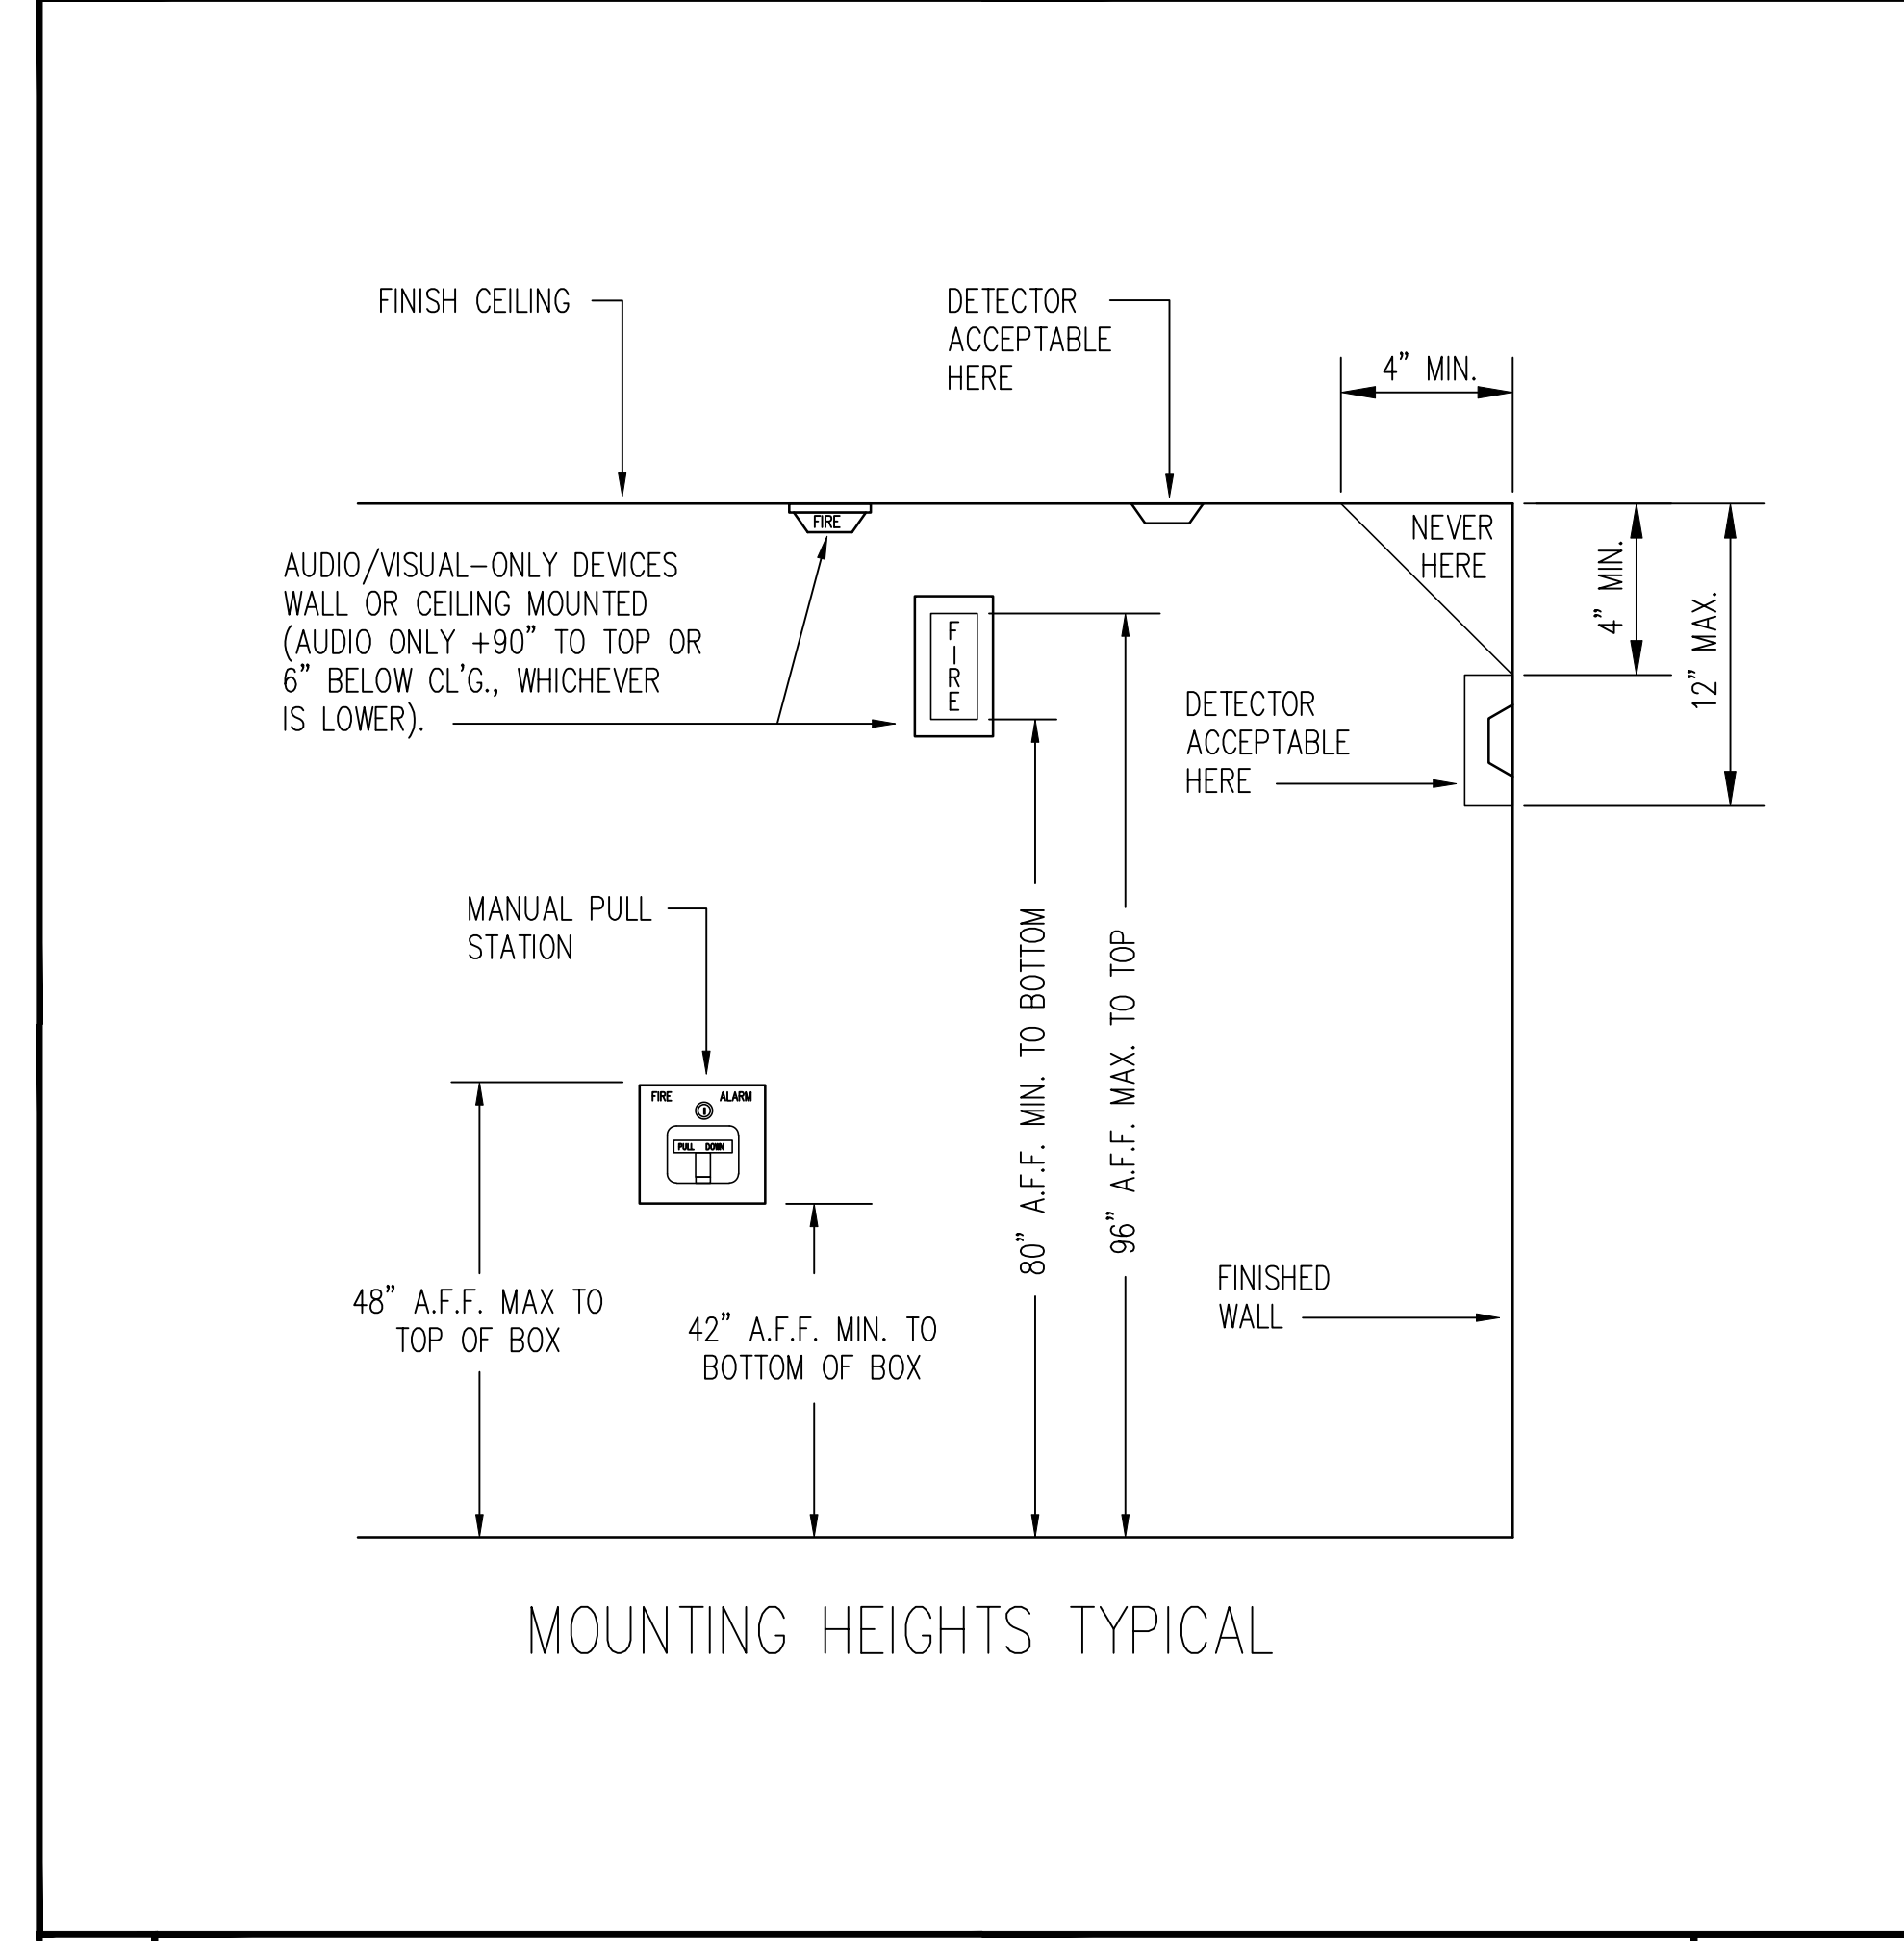 FINISH CEILING
DETECTOR
ACCEPTABLE
HERE
4" MIN.
FIRE
NEVER
HERE
4" MIN.
12" MAX.
AUDIO/VISUAL-ONLY DEVICES
WALL OR CEILING MOUNTED
(AUDIO ONLY +90" TO TOP OR
6" BELOW CL'G., WHICHEVER
IS LOWER).
FIRE
DETECTOR
ACCEPTABLE
HERE
MANUAL PULL
STATION
80" A.F.F. MIN. TO BOTTOM
96" A.F.F. MAX. TO TOP
FIRE ALARM
PULL DOWN
48" A.F.F. MAX TO
TOP OF BOX
42" A.F.F. MIN. TO
BOTTOM OF BOX
FINISHED
WALL
MOUNTING HEIGHTS TYPICAL